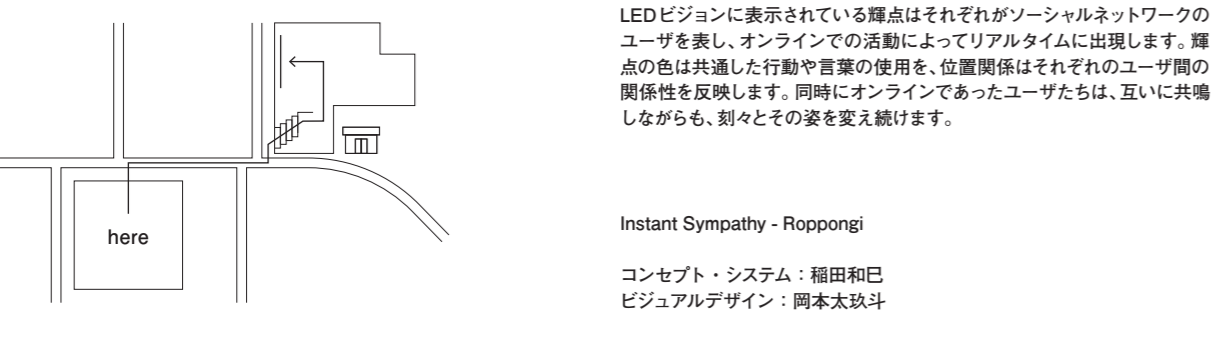 here
LEDビジョンに表示されている輝点はそれぞれがソーシャルネットワークの
ユーザを表し、オンラインでの活動によってリアルタイムに出現します。輝
点の色は共通した行動や言葉の使用を、位置関係はそれぞれのユーザ間の
関係性を反映します。同時にオンラインであったユーザたちは、互いに共鳴
しながらも、刻々とその姿を変え続けます。
Instant Sympathy - Roppongi
コンセプト・システム：稲田和巳
ビジュアルデザイン：岡本太玖斗